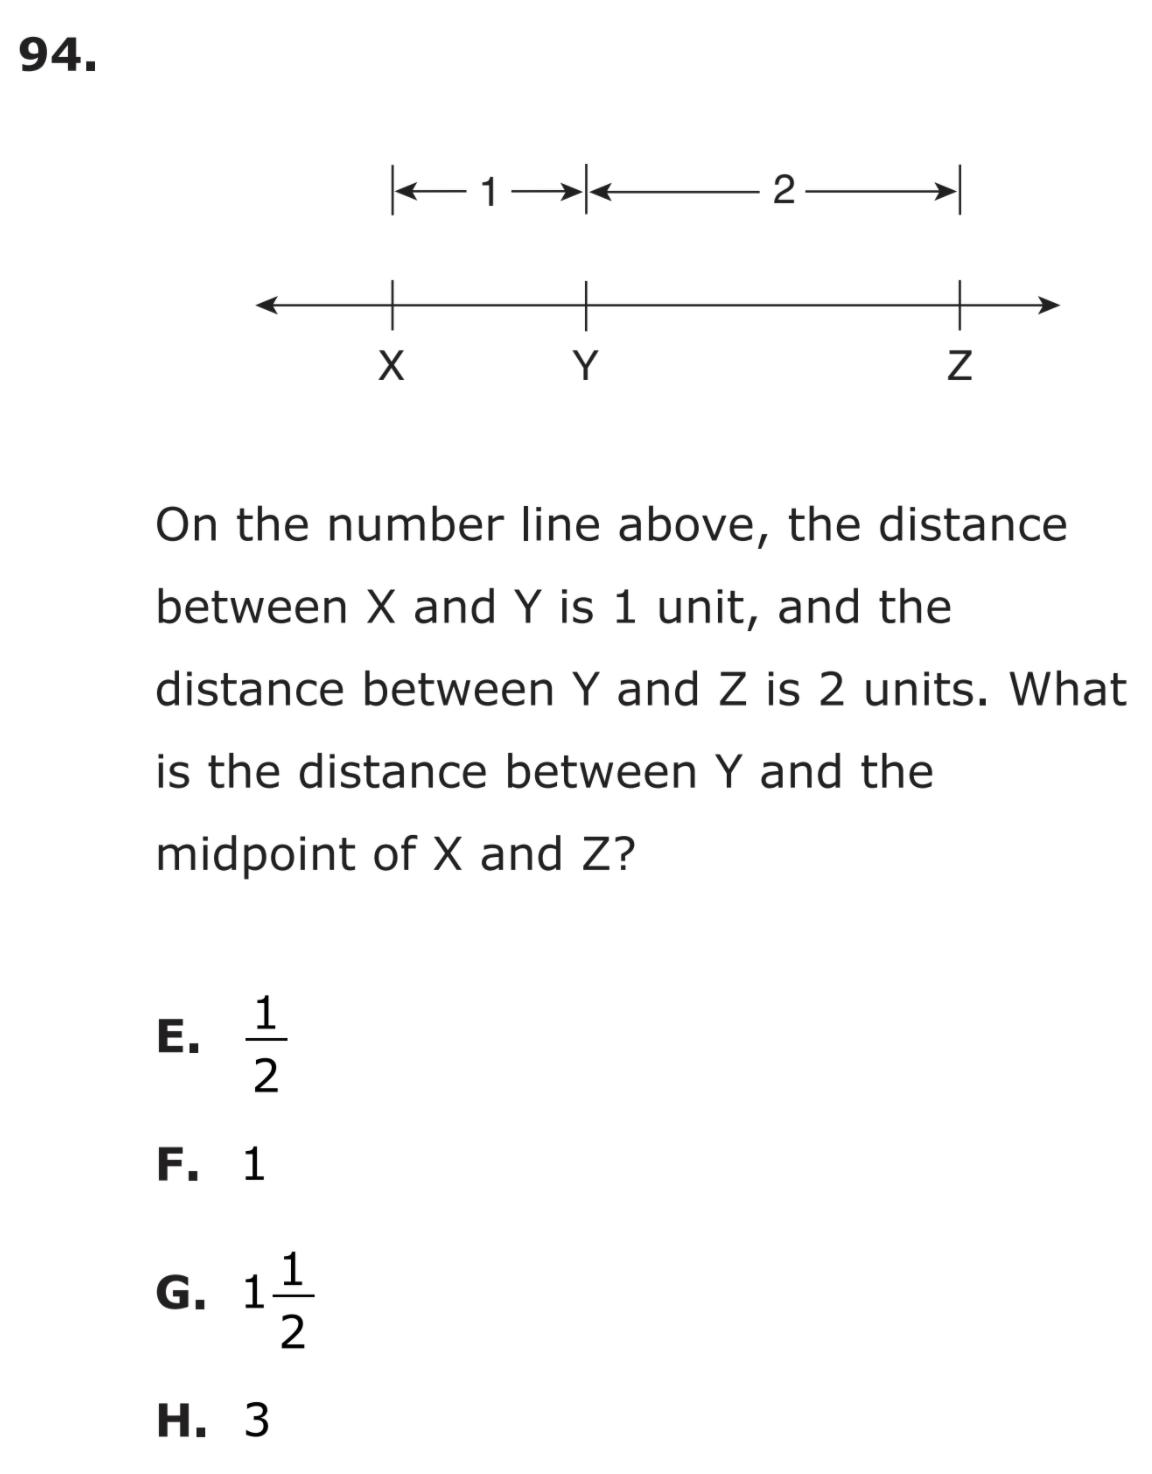 94.
1 2
X Y Z
On the number line above, the distance
between X and Y is 1 unit, and the
distance between Y and Z is 2 units. What
is the distance between Y and the
midpoint of X and Z?
E. 1/2
F. 1
G. 1 1/2
H. 3